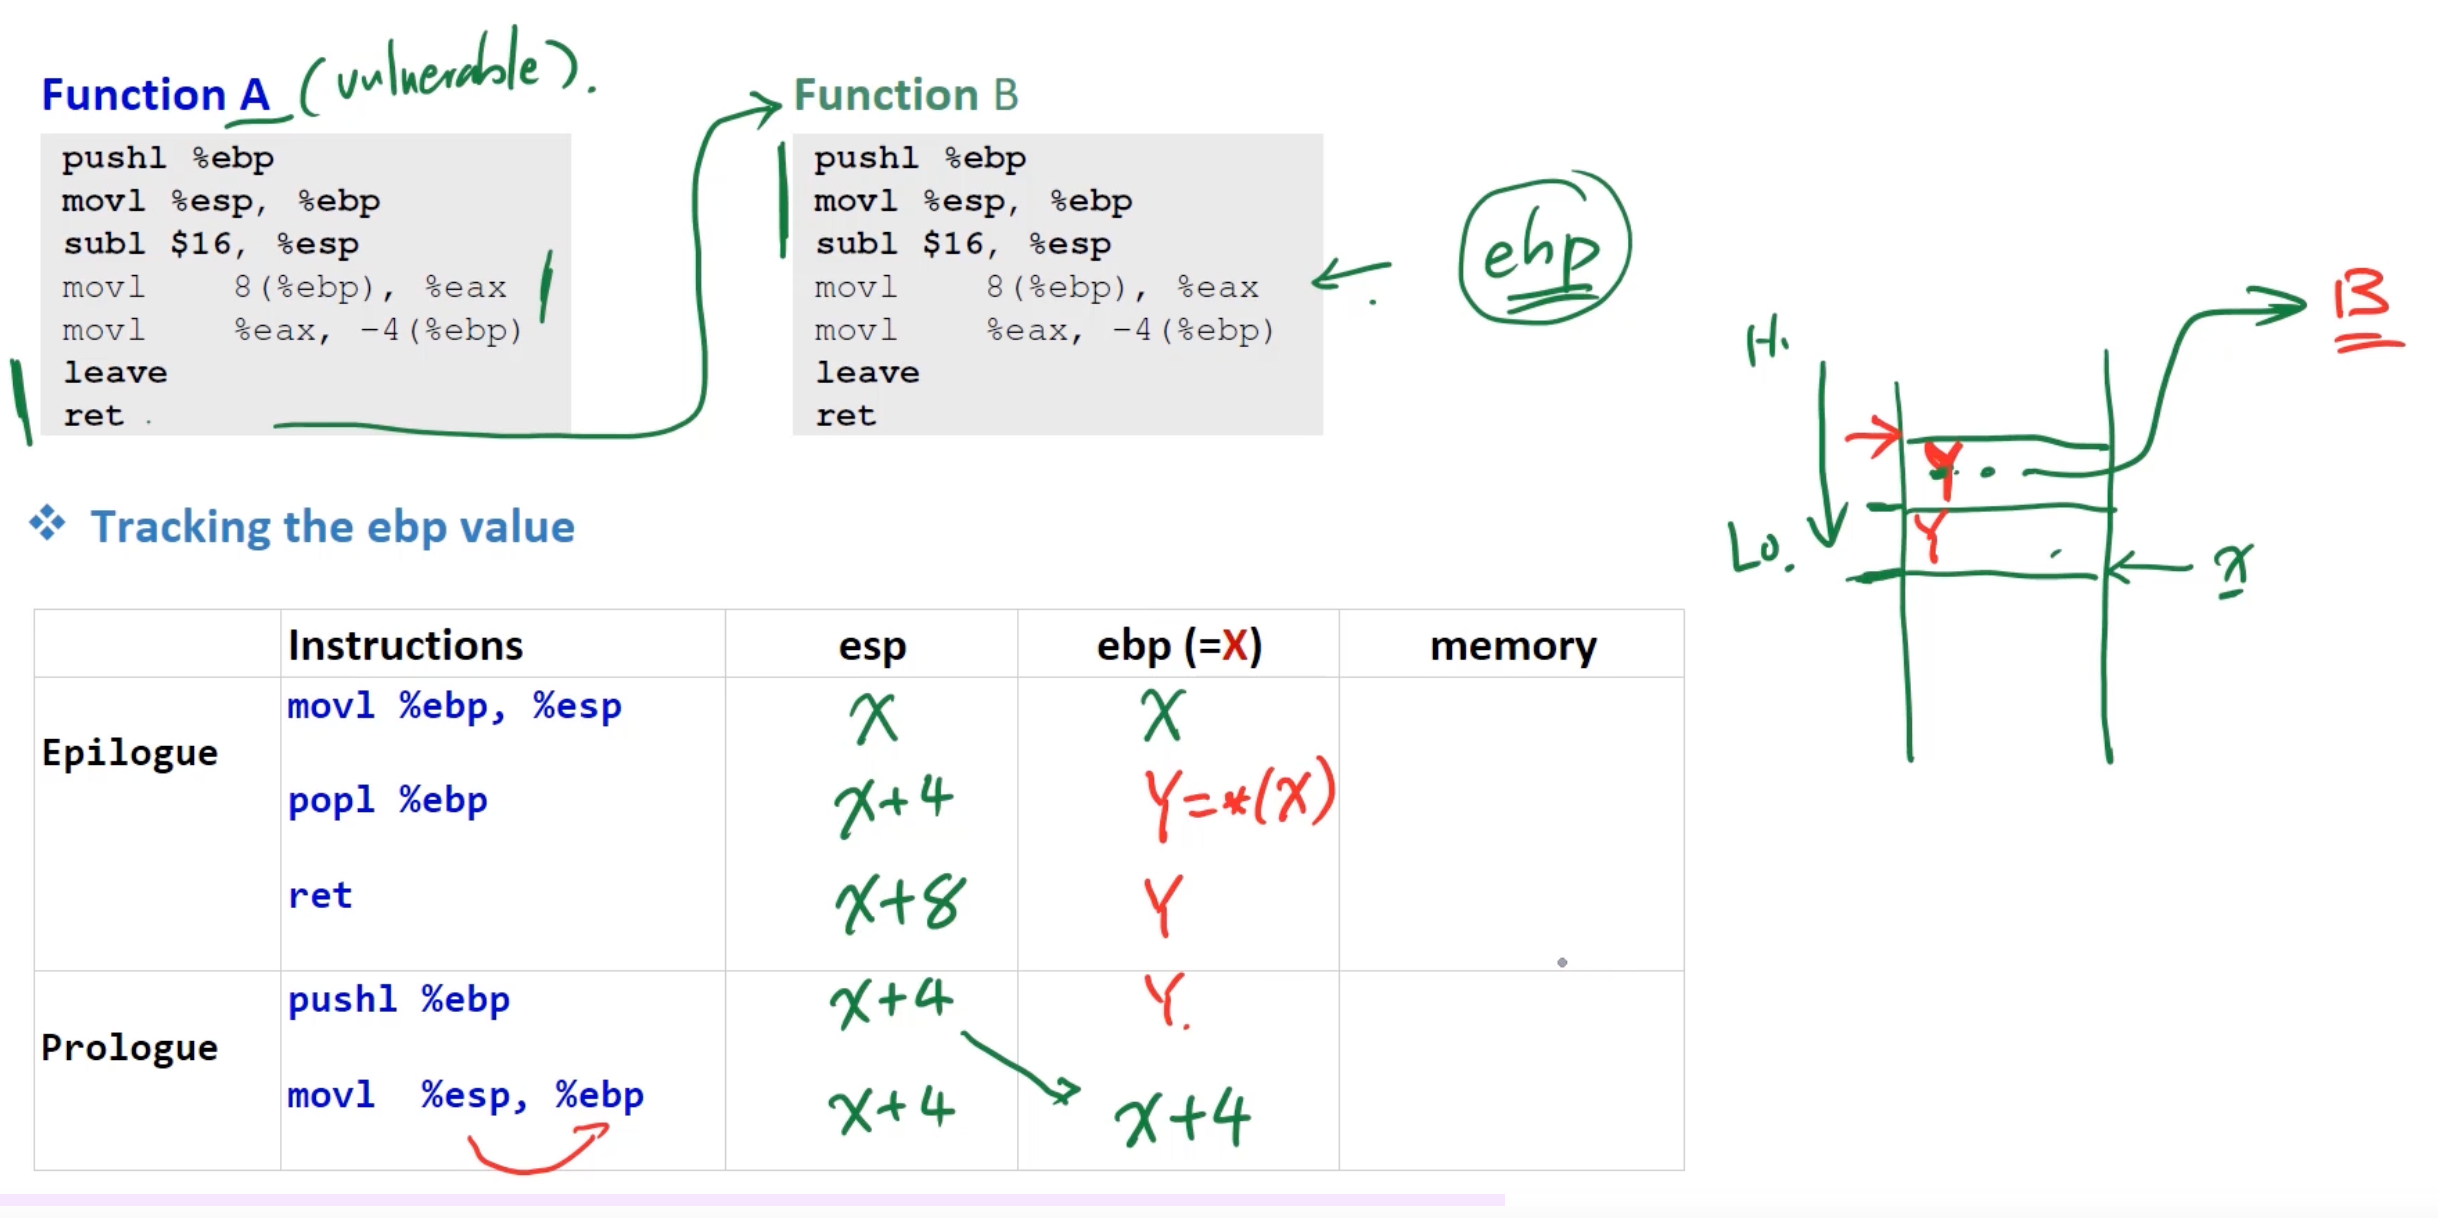 Function A (vulnerable).
pushl %ebp
movl %esp, %ebp
subl $16, %esp
movl 8(%ebp), %eax
movl %eax, -4(%ebp)
leave
ret
Function B
pushl %ebp
movl %esp, %ebp
subl $16, %esp
movl 8(%ebp), %eax
movl %eax, -4(%ebp)
leave
ret
ebp
B
H.
Y
Lo.
Y
x
❖ Tracking the ebp value
Instructions esp ebp (=X) memory
Epilogue
movl %ebp, %esp X X
popl %ebp X+4 Y=*(X)
ret X+8 Y
Prologue
pushl %ebp X+4 Y.
movl %esp, %ebp X+4 X+4